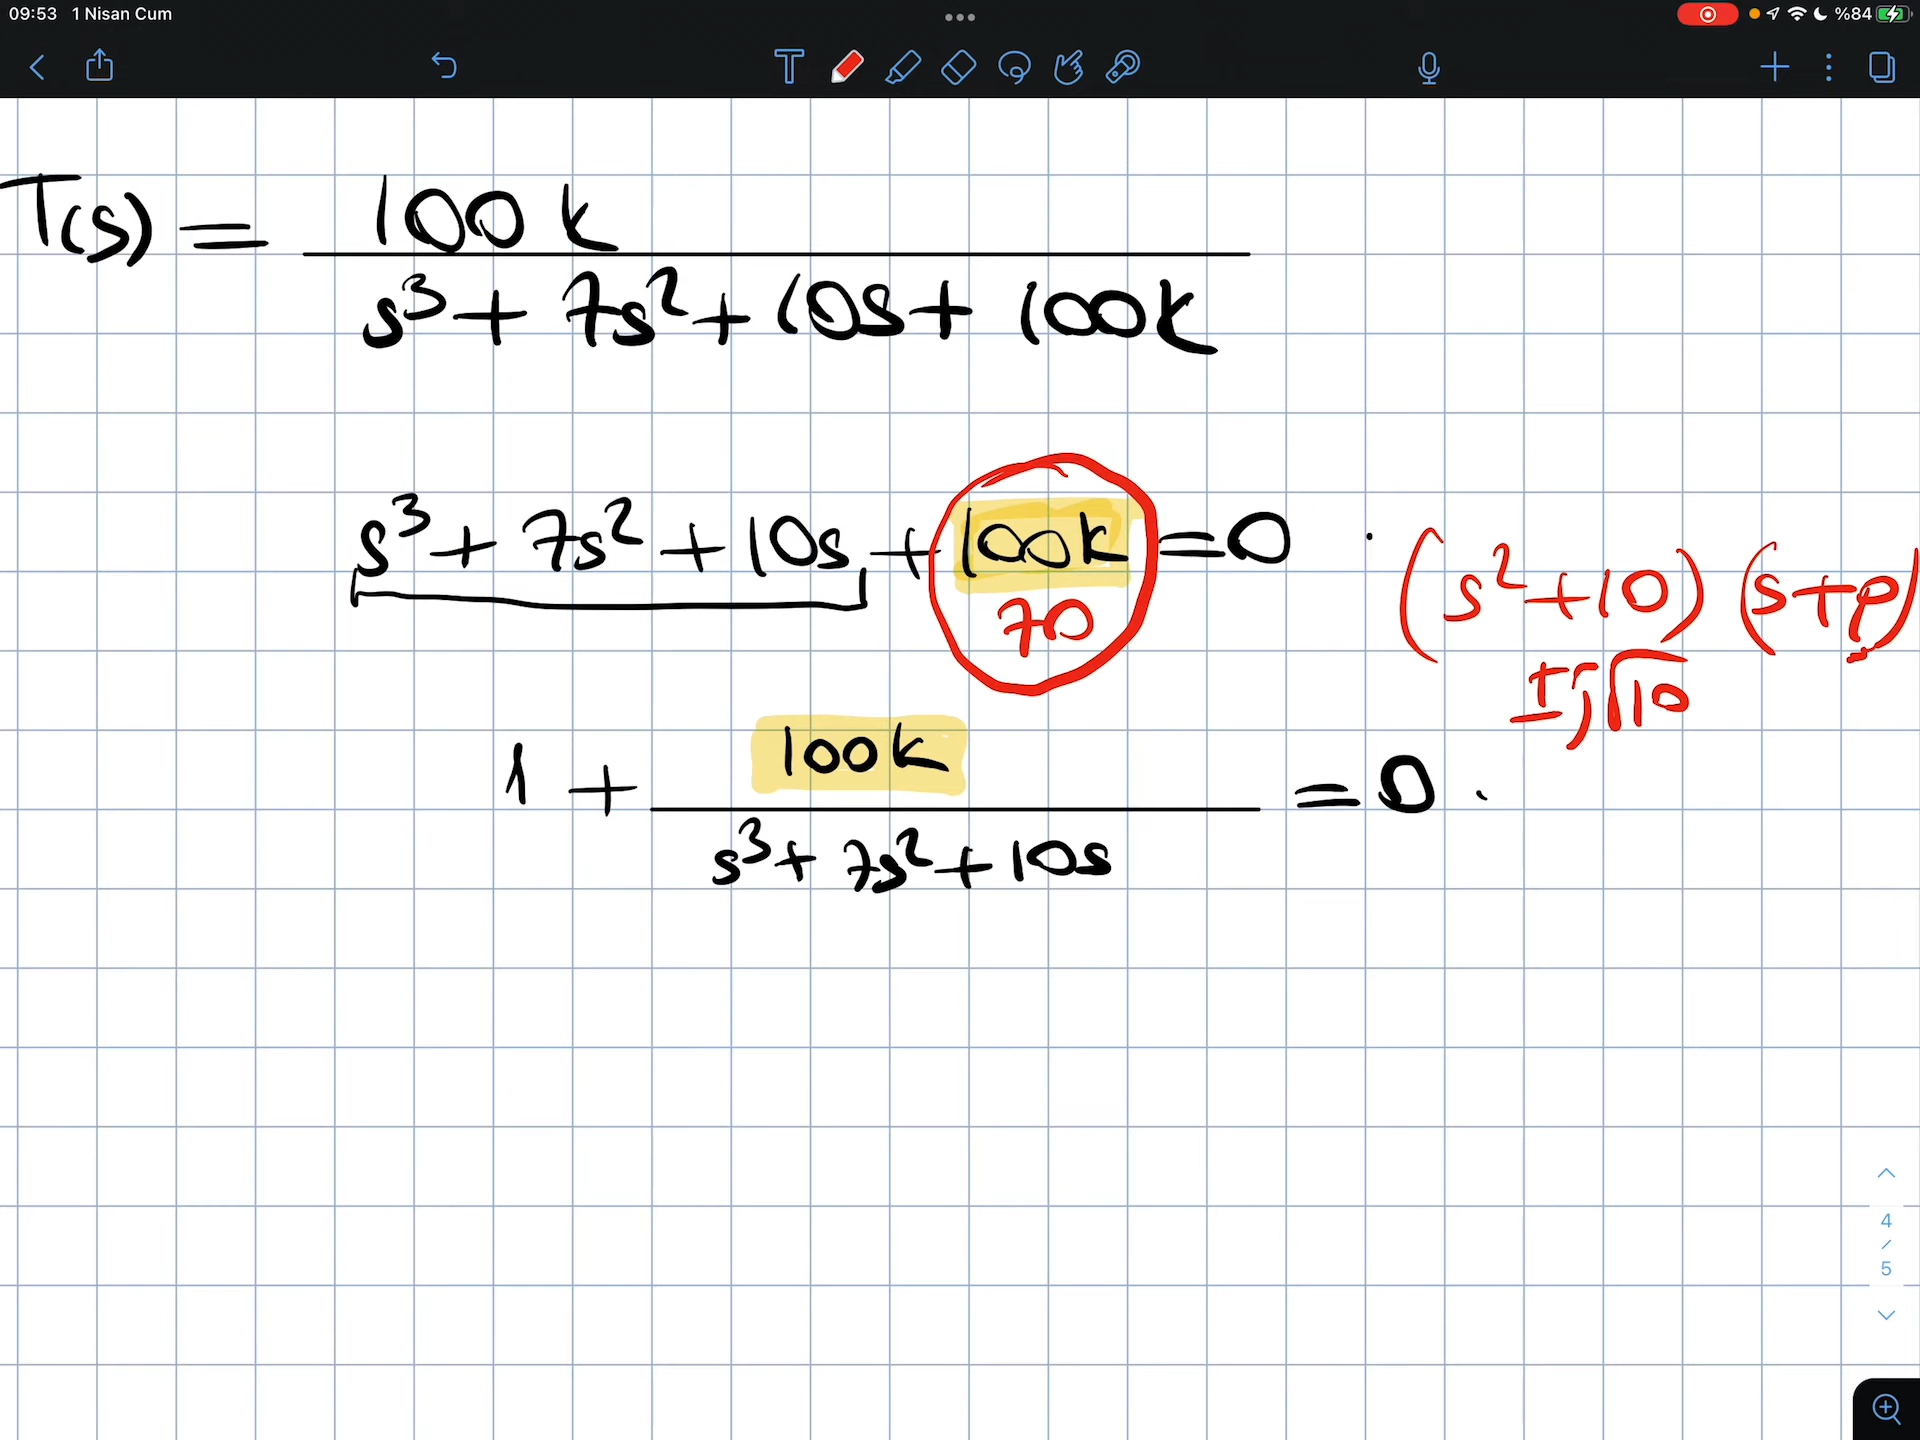 09:53 1 Nisan Cum %84
T(s) = 100k
s³ + 7s² + 10s + 100k
s³ + 7s² + 10s + 100k = 0 .
70
(s² + 10) (s + p)
±j√10
1 + 100k = 0 .
s³ + 7s² + 10s
4
/
5